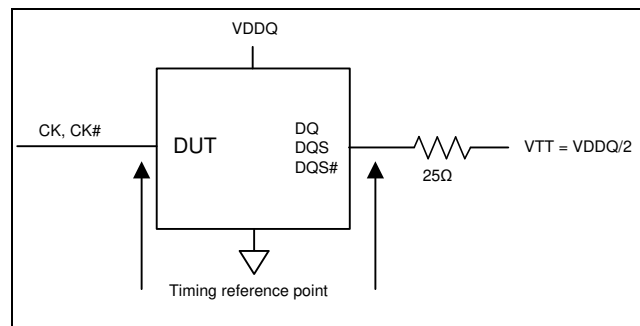 VDDQ
CK, CK#
DUT
DQ
DQS
DQS#
25Ω
VTT = VDDQ/2
Timing reference point